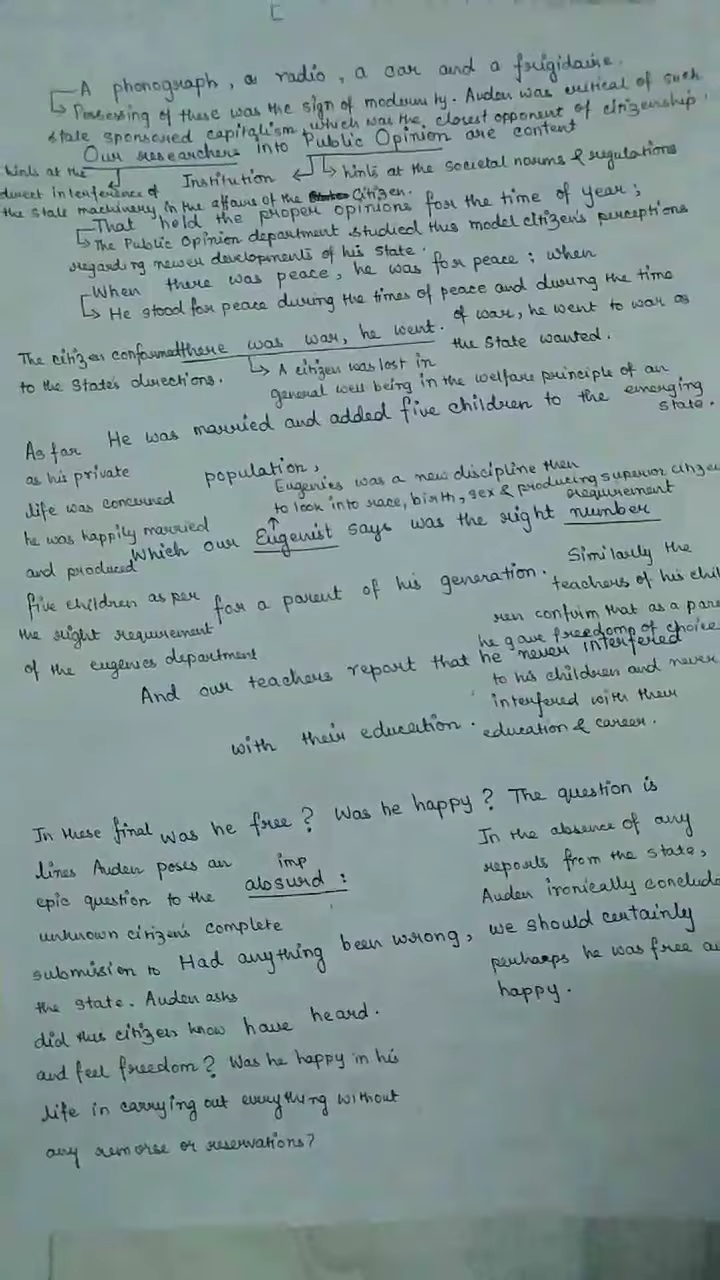 A phonograph, a radio, a car and a frigidaire.
Possessing of these was the sign of modernity. Auden was critical of such
state sponsored capitalism, which was the closest opponent of citizenship.
Our researchers into Public Opinion are content
hints at the direct interference of the state machinery in the affairs of the citizen.
Institution
hints at the societal norms & regulations
That held the proper opinions for the time of year;
The Public Opinion department studied this model citizen's perceptions
regarding newer developments of his state.
When there was peace, he was for peace; when
He stood for peace during the times of peace and during the time
of war, he went to war as
the State wanted.
there was war, he went.
The citizen conformed
to the State's directions.
A citizen was lost in
general well being in the welfare principle of an
emerging
state.
He was married and added five children to the
population,
As far
as his private
life was concerned
he was happily married
and produced
five children as per
the right requirement
of the eugenics department
Eugenics was a new discipline then
to look into race, birth, sex & producing superior citizen
requirement
Which our Eugenist says was the right number
for a parent of his generation.
Similarly the
teachers of his child
ren confirm that as a pare
he gave freedom of choice
to his children and never
interfered with their
education & career.
And our teachers report that he never interfered
with their education.
Was he free? Was he happy? The question is
imp
absurd:
Had anything been wrong, we should certainly
have heard.
In these final
lines Auden poses an
epic question to the
unknown citizen's complete
submission to
the state. Auden asks
did this citizen know
and feel freedom? Was he happy in his
life in carrying out everything without
any remorse or reservations?
In the absence of any
reports from the state,
Auden ironically conclude
perharps he was free an
happy.